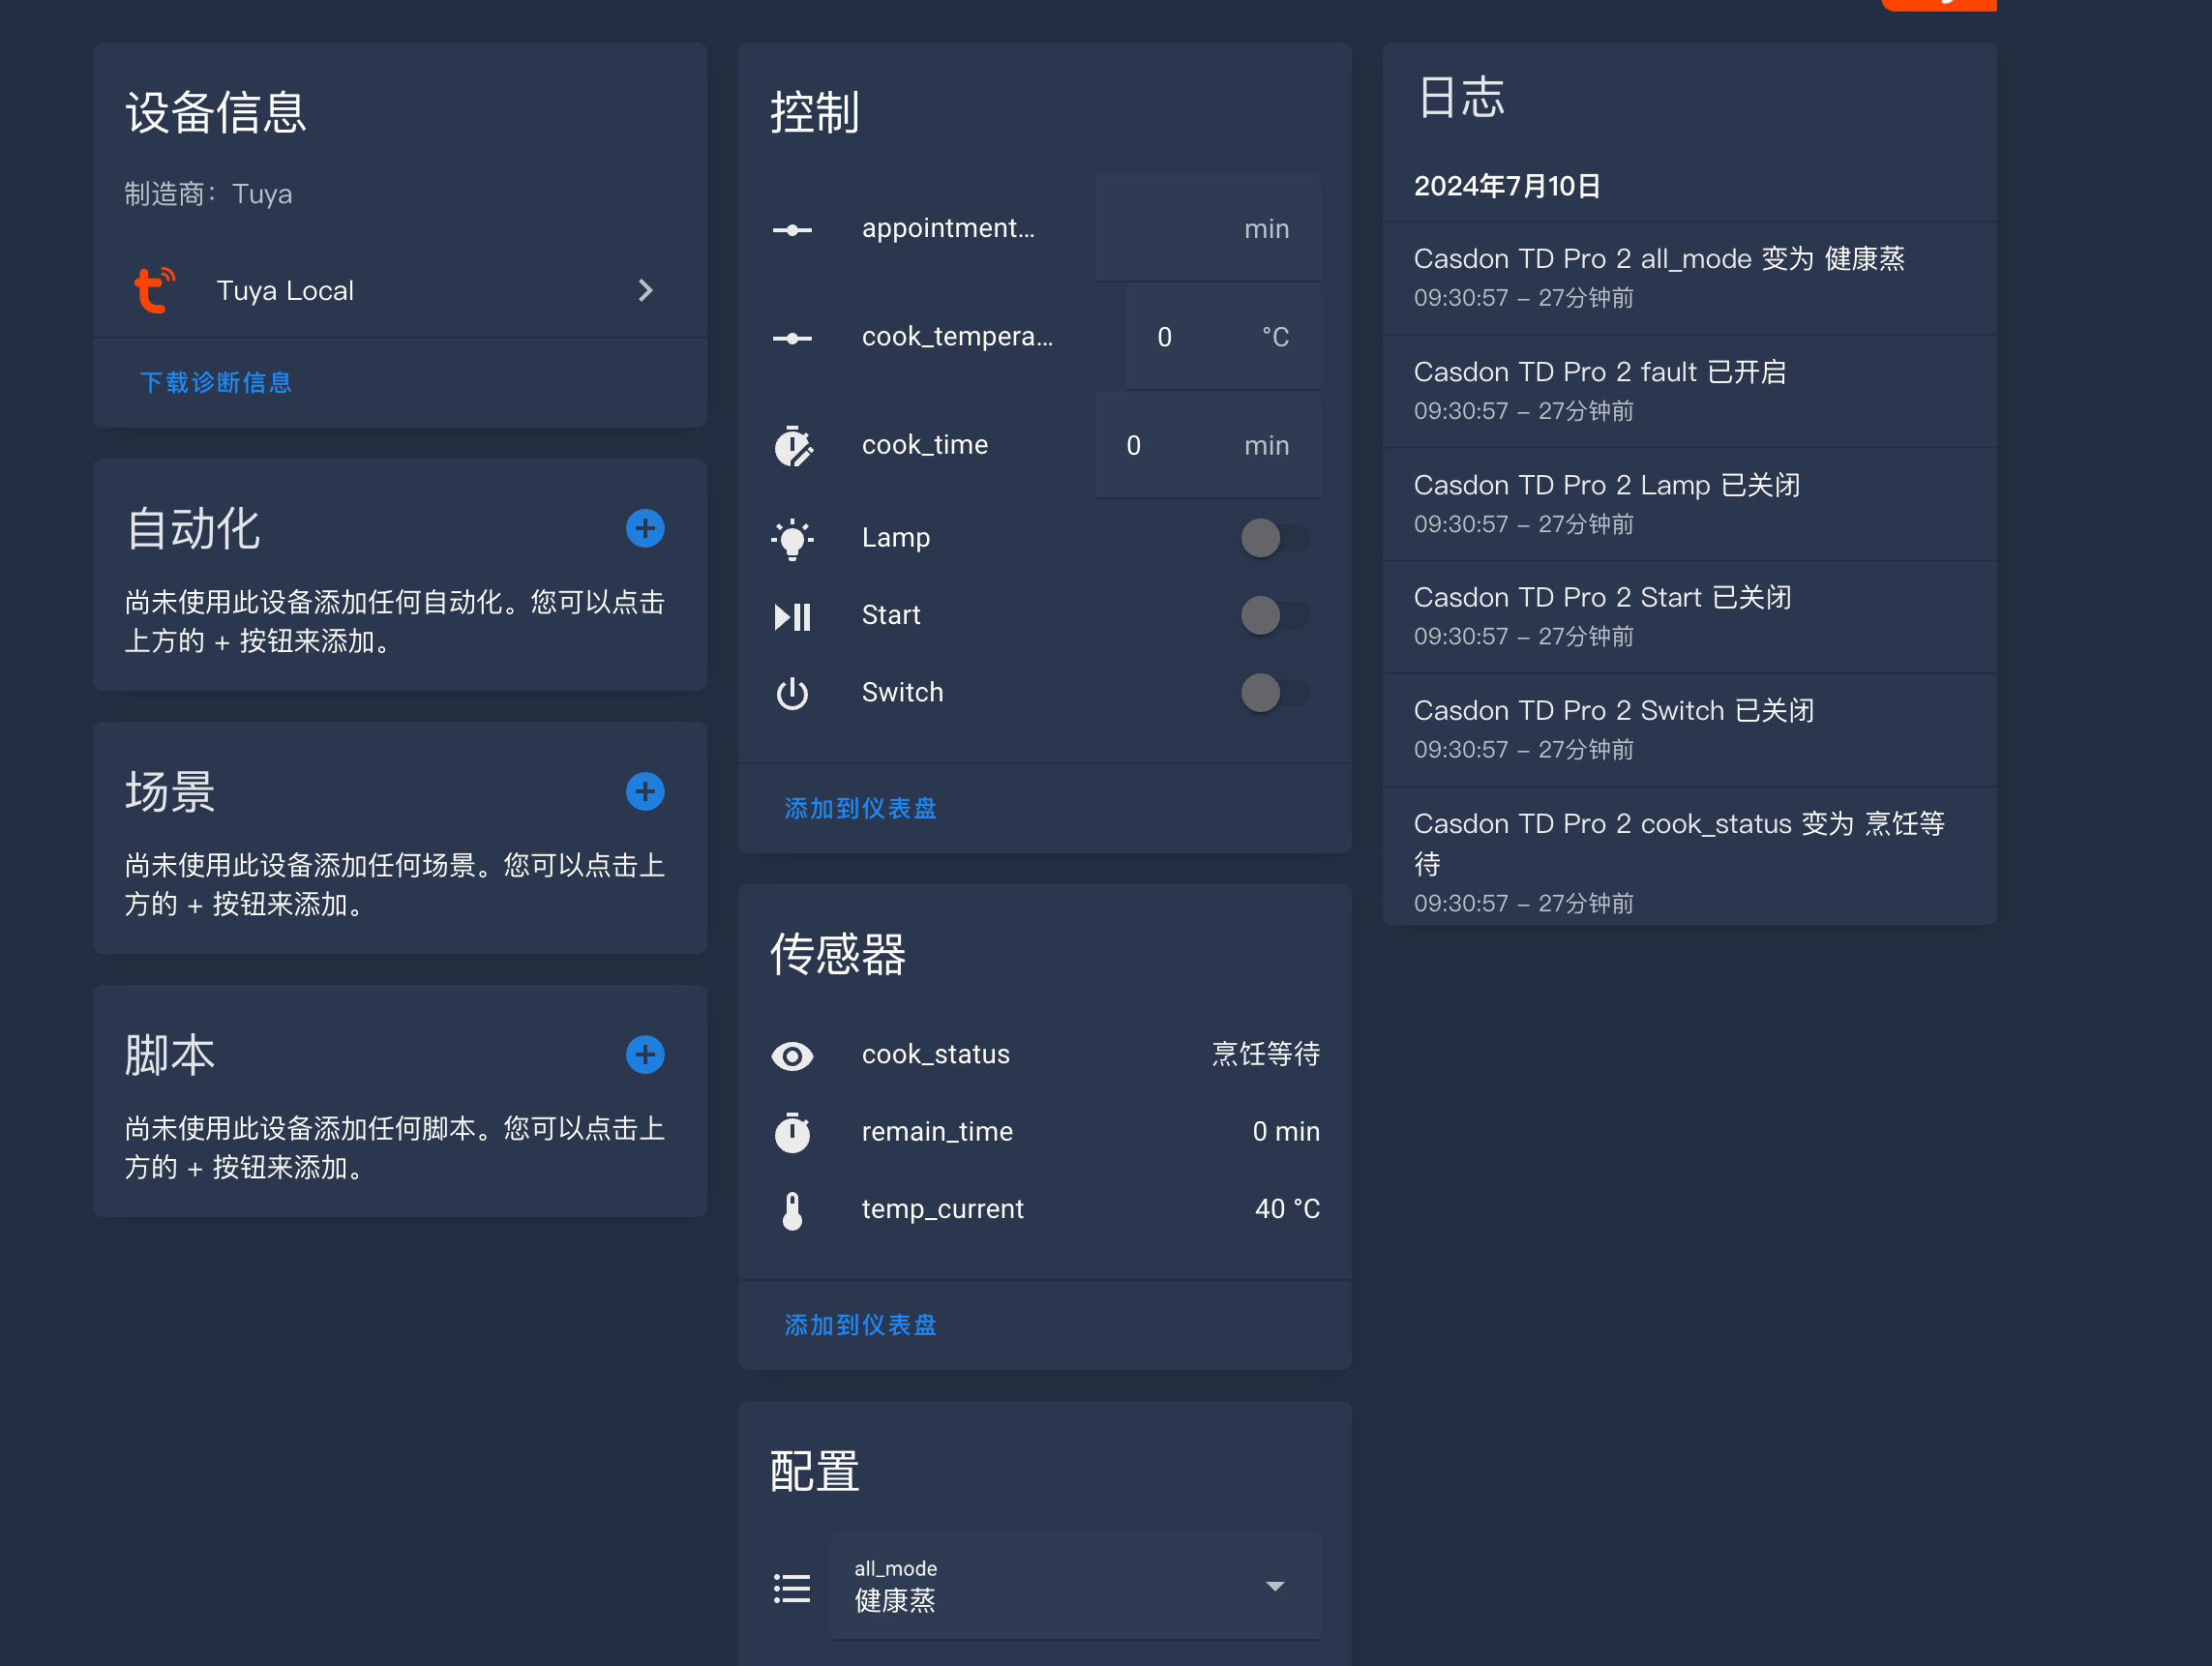 设备信息
制造商：Tuya
Tuya Local
下载诊断信息
自动化
尚未使用此设备添加任何自动化。您可以点击
上方的 + 按钮来添加。
场景
尚未使用此设备添加任何场景。您可以点击上
方的 + 按钮来添加。
脚本
尚未使用此设备添加任何脚本。您可以点击上
方的 + 按钮来添加。
控制
appointment... min
cook_tempera... 0 °C
cook_time 0 min
Lamp
Start
Switch
添加到仪表盘
传感器
cook_status 烹饪等待
remain_time 0 min
temp_current 40 °C
添加到仪表盘
配置
all_mode
健康蒸
日志
2024年7月10日
Casdon TD Pro 2 all_mode 变为 健康蒸
09:30:57 – 27分钟前
Casdon TD Pro 2 fault 已开启
09:30:57 – 27分钟前
Casdon TD Pro 2 Lamp 已关闭
09:30:57 – 27分钟前
Casdon TD Pro 2 Start 已关闭
09:30:57 – 27分钟前
Casdon TD Pro 2 Switch 已关闭
09:30:57 – 27分钟前
Casdon TD Pro 2 cook_status 变为 烹饪等
待
09:30:57 – 27分钟前